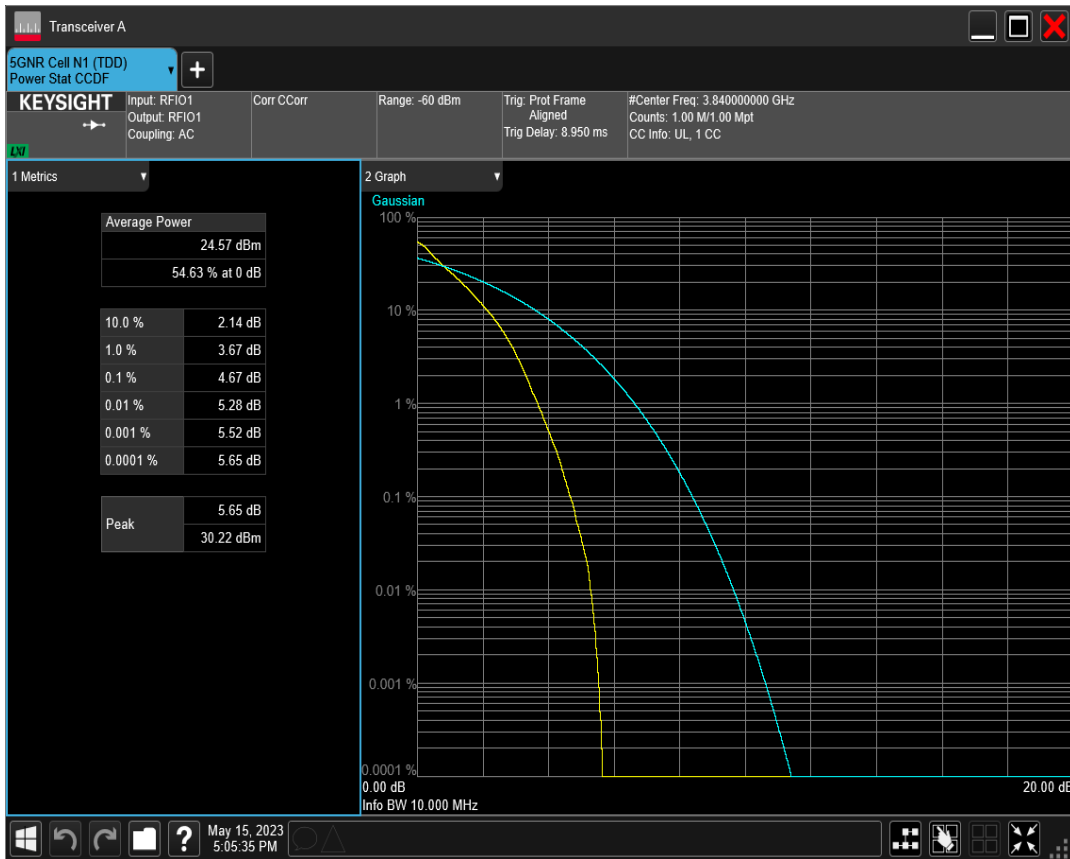 Transceiver A
5GNR Cell N1 (TDD)
Power Stat CCDF
+
KEYSIGHT
LXI
Input: RFIO1
Output: RFIO1
Coupling: AC
Corr CCorr
Range: -60 dBm
Trig: Prot Frame
Aligned
Trig Delay: 8.950 ms
#Center Freq: 3.840000000 GHz
Counts: 1.00 M/1.00 Mpt
CC Info: UL, 1 CC
1 Metrics
Average Power
24.57 dBm
54.63 % at 0 dB
10.0 % 2.14 dB
1.0 % 3.67 dB
0.1 % 4.67 dB
0.01 % 5.28 dB
0.001 % 5.52 dB
0.0001 % 5.65 dB
Peak 5.65 dB
30.22 dBm
2 Graph
Gaussian
100 %
10 %
1 %
0.1 %
0.01 %
0.001 %
0.0001 %
0.00 dB 20.00 dB
Info BW 10.000 MHz
?
May 15, 2023
5:05:35 PM